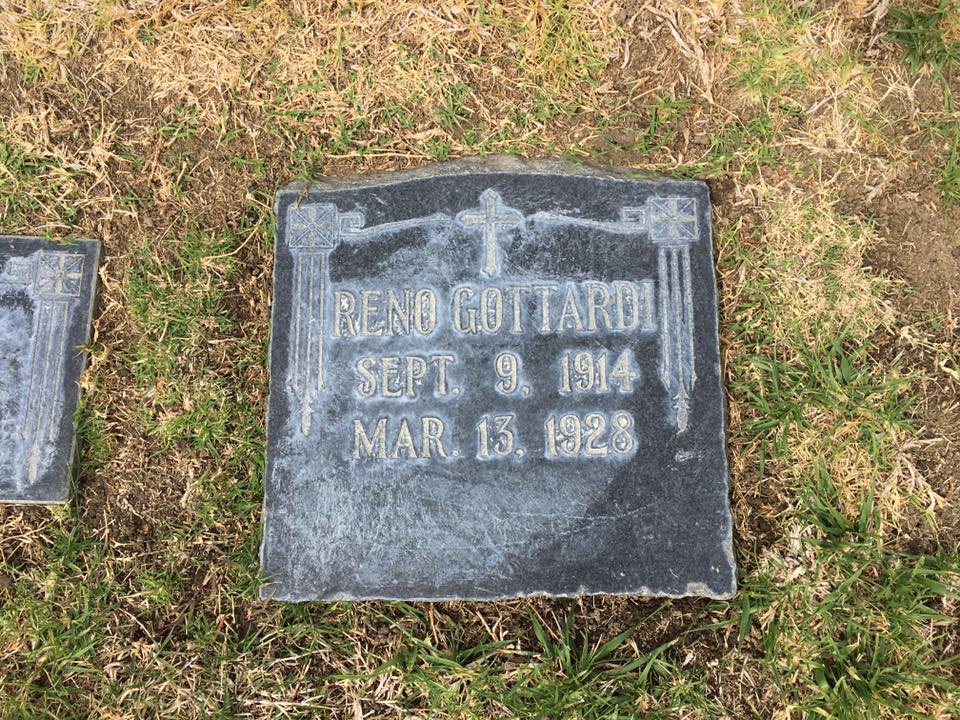 RENO GOTTARDI
SEPT. 9, 1914
MAR. 13, 1928